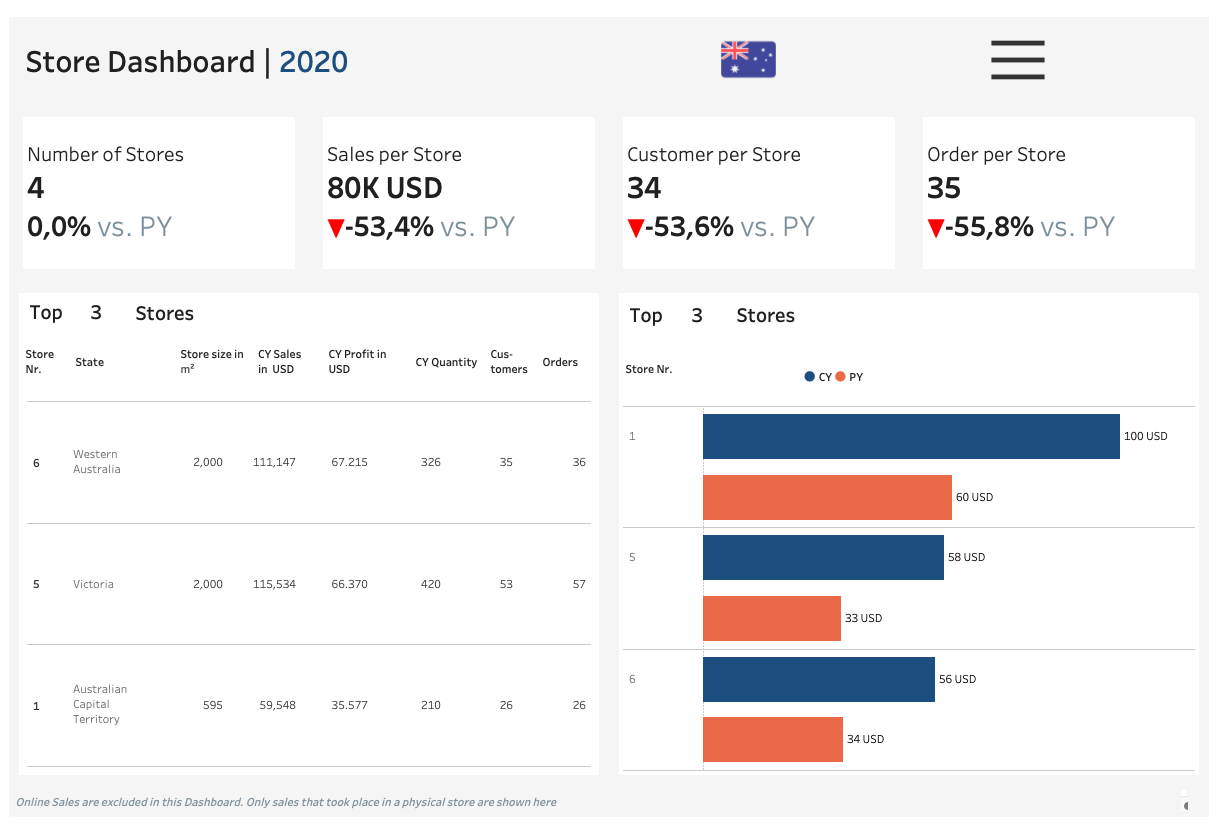 Store Dashboard | 2020
Number of Stores
4
0,0% vs. PY
Sales per Store
80K USD
▼-53,4% vs. PY
Customer per Store
34
▼-53,6% vs. PY
Order per Store
35
▼-55,8% vs. PY
Top 3 Stores
Store Nr.
State
Store size in m²
CY Sales in USD
CY Profit in USD
CY Quantity
Cus-
tomers
Orders
6
Western
Australia
2,000
111,147
67.215
326
35
36
5
Victoria
2,000
115,534
66.370
420
53
57
1
Australian
Capital
Territory
595
59,548
35.577
210
26
26
Top 3 Stores
Store Nr.
CY PY
1
100 USD
60 USD
5
58 USD
33 USD
6
56 USD
34 USD
Online Sales are excluded in this Dashboard. Only sales that took place in a physical store are shown here